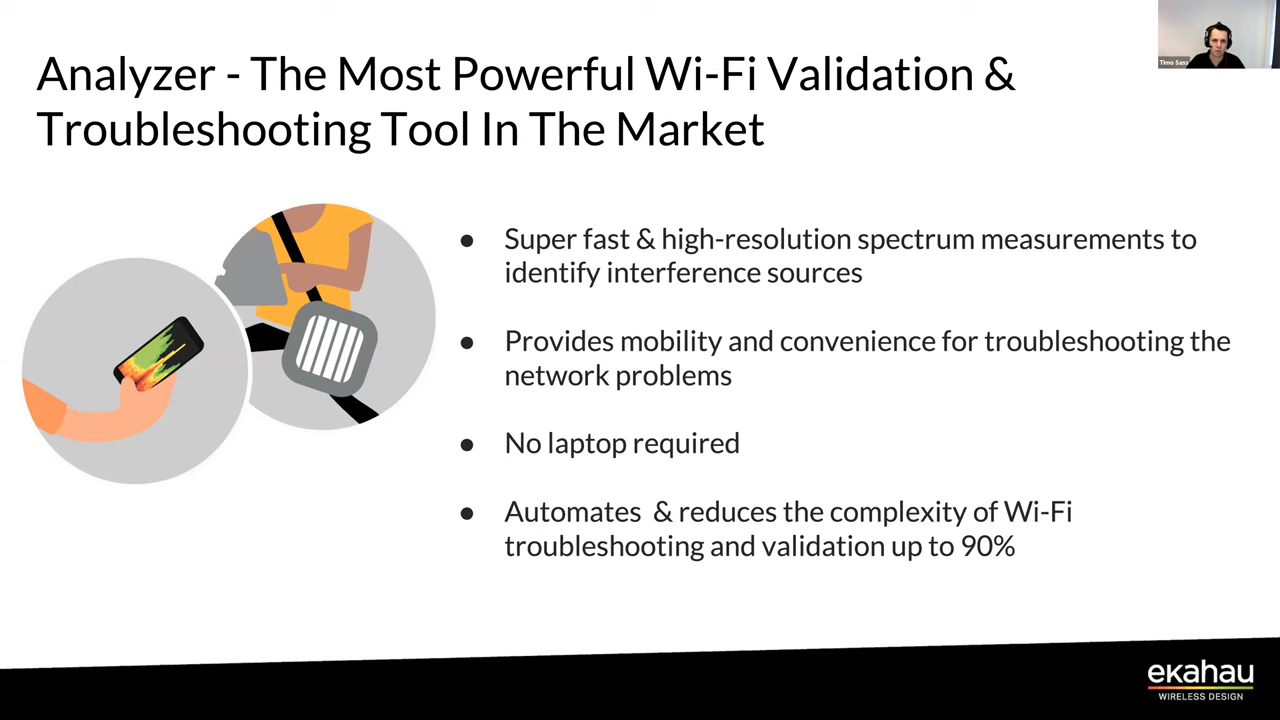 Timo Sass
Analyzer - The Most Powerful Wi-Fi Validation &
Troubleshooting Tool In The Market
● Super fast & high-resolution spectrum measurements to
identify interference sources
● Provides mobility and convenience for troubleshooting the
network problems
● No laptop required
● Automates  & reduces the complexity of Wi-Fi
troubleshooting and validation up to 90%
ekahau
WIRELESS DESIGN